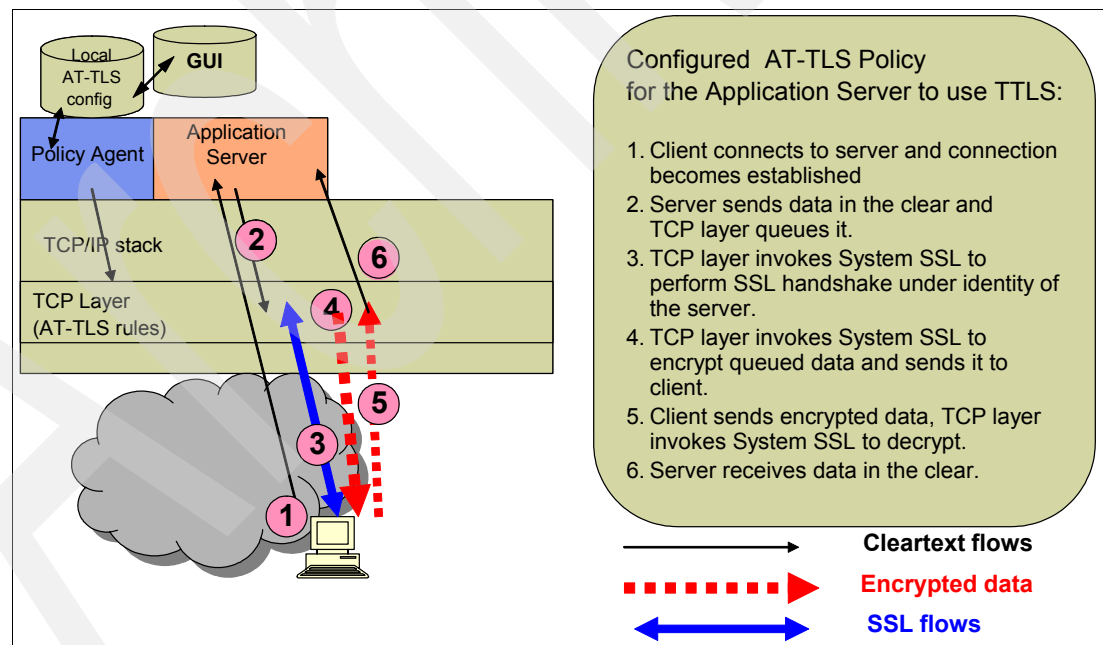 Local
AT-TLS
config
GUI
Policy Agent
Application
Server
TCP/IP stack
TCP Layer
(AT-TLS rules)
2
6
4
5
3
1
Configured AT-TLS Policy
for the Application Server to use TTLS:
1. Client connects to server and connection
becomes established
2. Server sends data in the clear and
TCP layer queues it.
3. TCP layer invokes System SSL to
perform SSL handshake under identity of
the server.
4. TCP layer invokes System SSL to
encrypt queued data and sends it to
client.
5. Client sends encrypted data, TCP layer
invokes System SSL to decrypt.
6. Server receives data in the clear.
Cleartext flows
Encrypted data
SSL flows